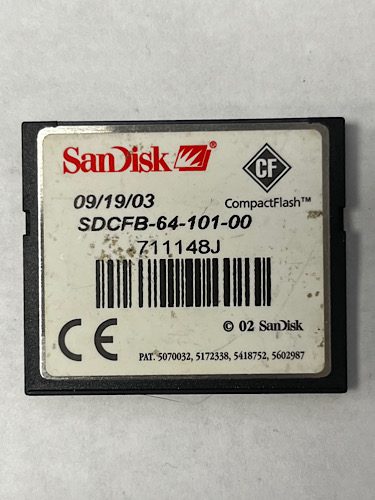 SanDisk
CF
09/19/03
CompactFlash™
SDCFB-64-101-00
711148J
CE
© 02 SanDisk
PAT. 5070032, 5172338, 5418752, 5602987